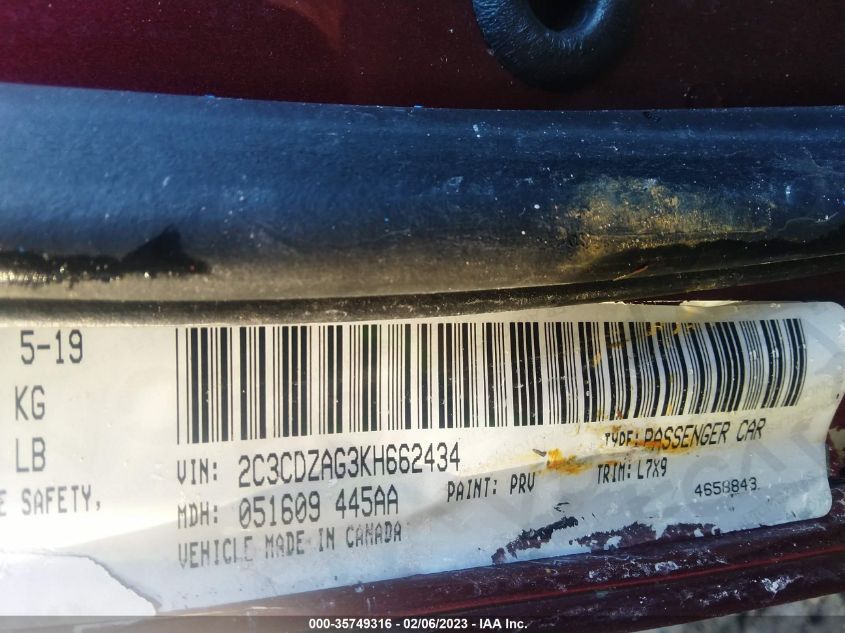 5-19
KG
LB
E SAFETY,
VIN: 2C3CDZAG3KH662434
TYPE: PASSENGER CAR
MDH: 051609 445AA
PAINT: PRV
TRIM: L7X9
4658843
VEHICLE MADE IN CANADA
000-35749316 - 02/06/2023 - IAA Inc.